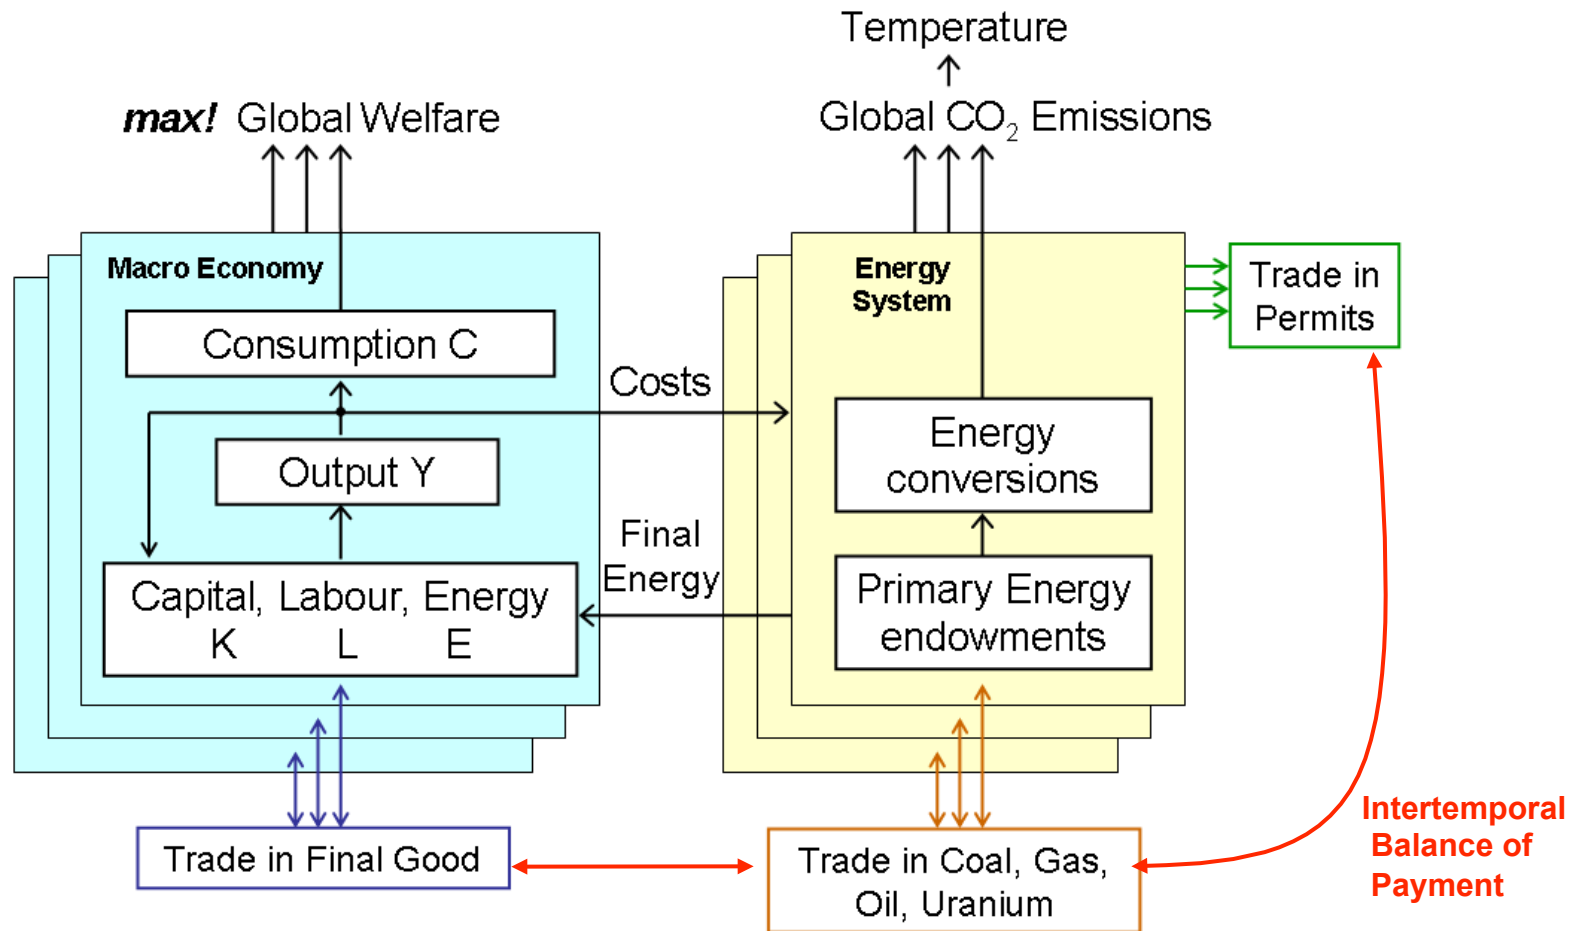 Temperature
max! Global Welfare
Global CO₂ Emissions
Macro Economy
Consumption C
Costs
Output Y
Final
Energy
Capital, Labour, Energy
K L E
Trade in Final Good
Energy
System
Energy
conversions
Primary Energy
endowments
Trade in Coal, Gas,
Oil, Uranium
Trade in
Permits
Intertemporal
Balance of
Payment